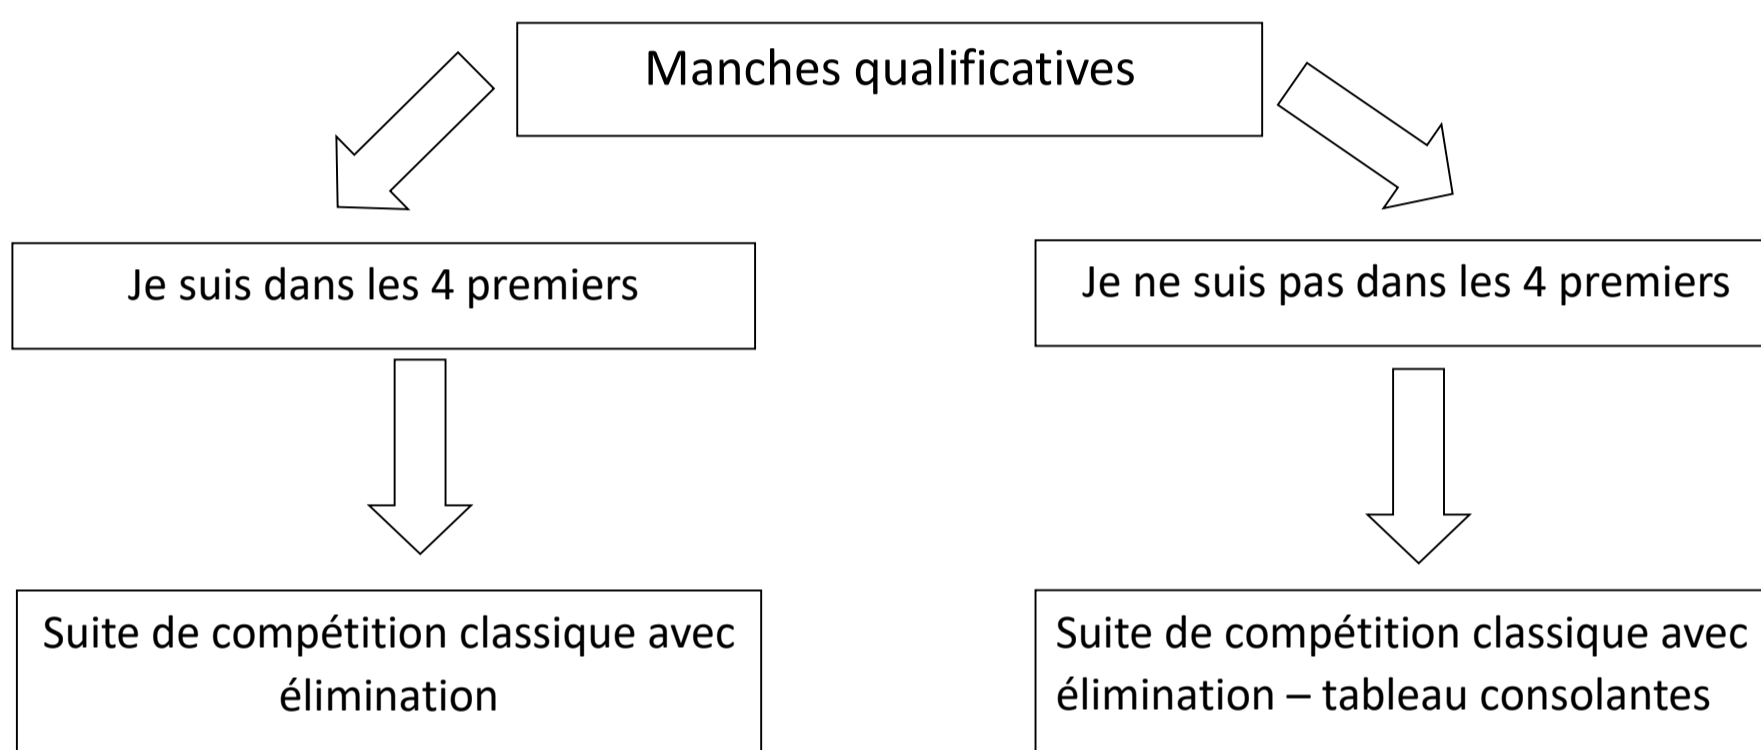 Manches qualificatives
Je suis dans les 4 premiers
Je ne suis pas dans les 4 premiers
Suite de compétition classique avec
élimination
Suite de compétition classique avec
élimination – tableau consolantes